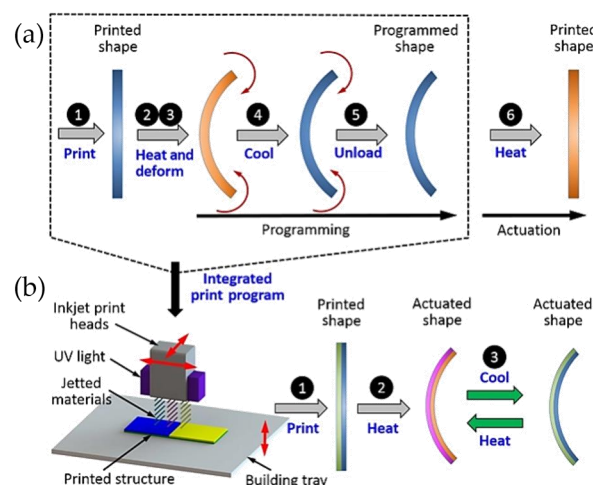 (a)
Printed
shape
Programmed
shape
Printed
shape
1
2 3
4
5
6
Print
Heat and
deform
Cool
Unload
Heat
Programming
Actuation
Integrated
print program
(b)
Inkjet print
heads
UV light
Jetted
materials
Printed structure
Building tray
Printed
shape
Actuated
shape
Actuated
shape
1
2
3
Cool
Print
Heat
Heat